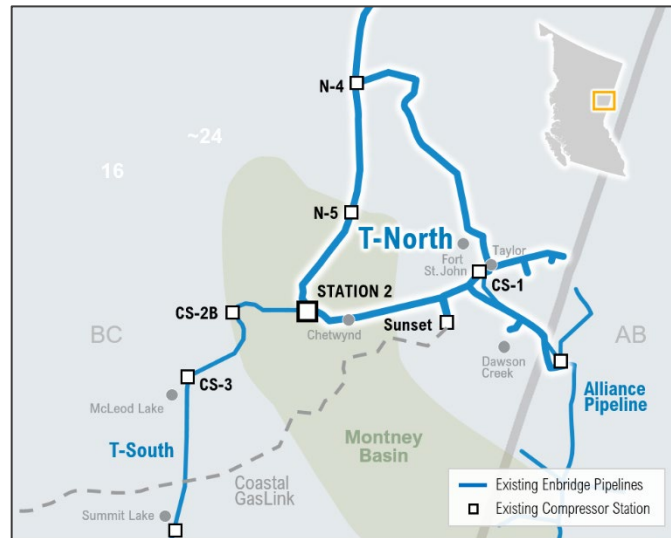 N-4
~24
16
N-5
T-North
Fort
St. John
Taylor
CS-1
STATION 2
CS-2B
Chetwynd
Sunset
BC
AB
CS-3
Dawson
Creek
McLeod Lake
Alliance
Pipeline
T-South
Montney
Basin
Coastal
GasLink
Summit Lake
Existing Enbridge Pipelines
Existing Compressor Station